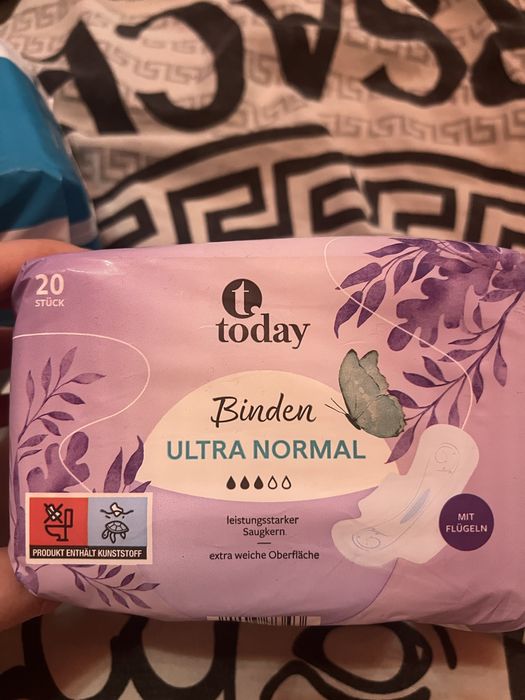 20
STÜCK
t.
today
Binden
ULTRA NORMAL
leistungsstarker
Saugkern
extra weiche Oberfläche
MIT
FLÜGELN
PRODUKT ENTHÄLT KUNSTSTOFF